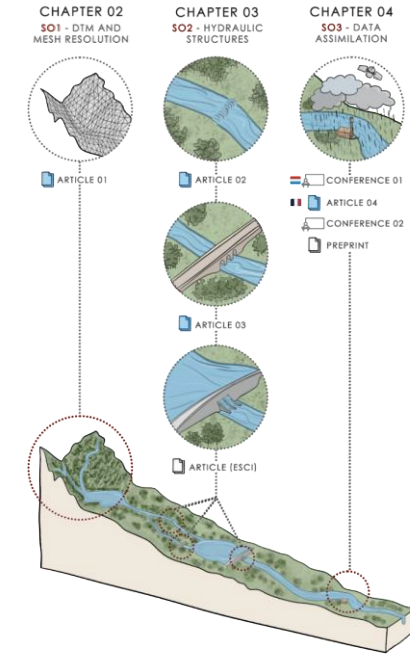 CHAPTER 02
SO1 - DTM AND
MESH RESOLUTION
ARTICLE 01
CHAPTER 03
SO2 - HYDRAULIC
STRUCTURES
ARTICLE 02
ARTICLE 03
ARTICLE (ESCI)
CHAPTER 04
SO3 - DATA
ASSIMILATION
CONFERENCE 01
ARTICLE 04
CONFERENCE 02
PREPRINT